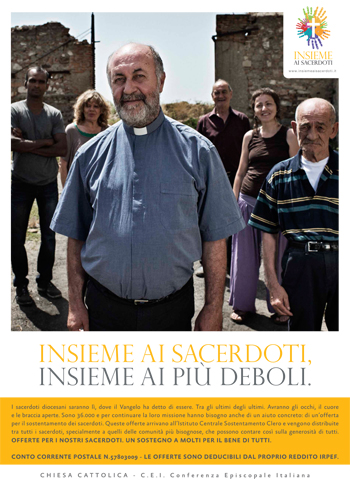 INSIEME
AI SACERDOTI
www.insiemeaisacerdoti.it
INSIEME AI SACERDOTI,
INSIEME AI PIÙ DEBOLI.
I sacerdoti diocesani saranno lì, dove il Vangelo ha detto di essere. Tra gli ultimi degli ultimi. Avranno gli occhi, il cuore
e le braccia aperte. Sono 36.000 e per continuare la loro missione hanno bisogno anche di un aiuto concreto: di un'offerta
per il sostentamento dei sacerdoti. Queste offerte arrivano all'Istituto Centrale Sostentamento Clero e vengono distribuite
tra tutti i sacerdoti, specialmente a quelli delle comunità più bisognose, che possono contare così sulla generosità di tutti.
OFFERTE PER I NOSTRI SACERDOTI. UN SOSTEGNO A MOLTI PER IL BENE DI TUTTI.
CONTO CORRENTE POSTALE N.57803009 - LE OFFERTE SONO DEDUCIBILI DAL PROPRIO REDDITO IRPEF.
CHIESA CATTOLICA - C.E.I. Conferenza Episcopale Italiana